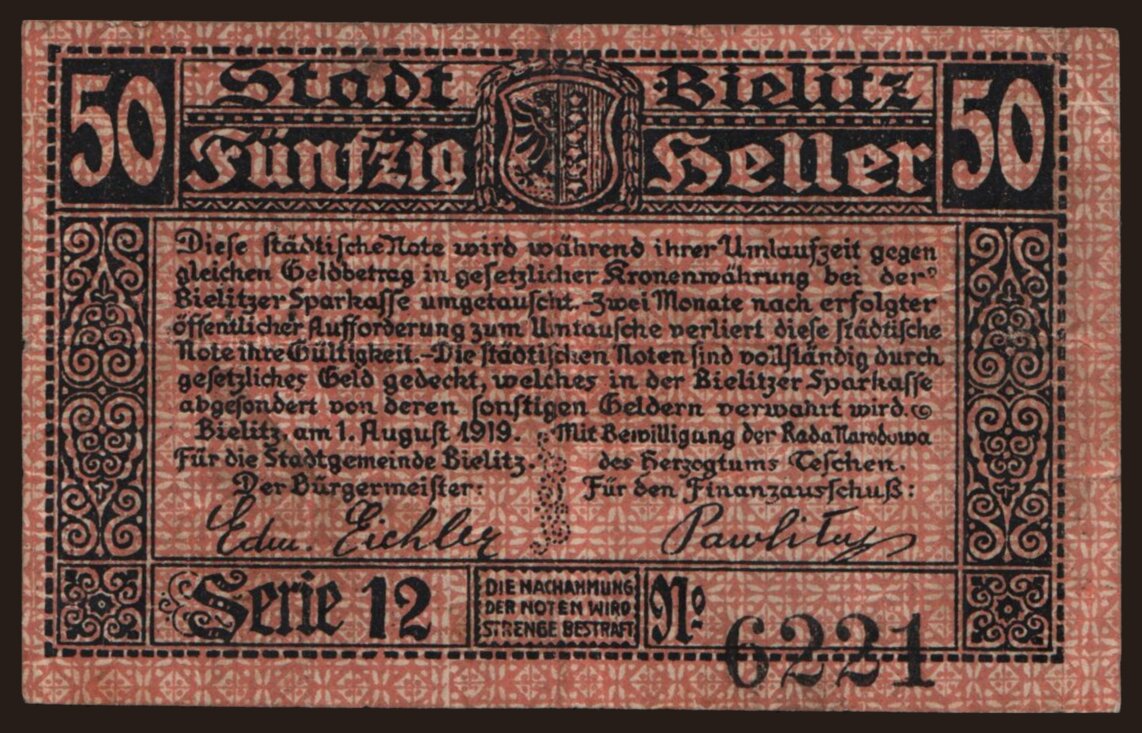 50 Stadt Bielitz 50
Fünfzig Heller
Diese städtische Note wird während ihrer Umlaufszeit gegen
gleichen Geldbetrag in gesetzlicher Kronenwährung bei der
Bielitzer Sparkasse umgetauscht.-Zwei Monate nach erfolgter
öffentlicher Aufforderung zum Umtausche verliert diese städtische
Note ihre Gültigkeit.-Die städtischen Noten sind vollständig durch
gesetzliches Geld gedeckt, welches in der Bielitzer Sparkasse
abgesondert von deren sonstigen Geldern verwahrt wird.
Bielitz, am 1. August 1919.
Für die Stadtgemeinde Bielitz.
Der Bürgermeister:
Edm. Eichler
Mit Bewilligung der Rada Narodowa
des Herzogtums Teschen.
Für den Finanzausschuß:
Serie 12
DIE NACHAHMUNG
DER NOTEN WIRD
STRENGE BESTRAFT
No 6221